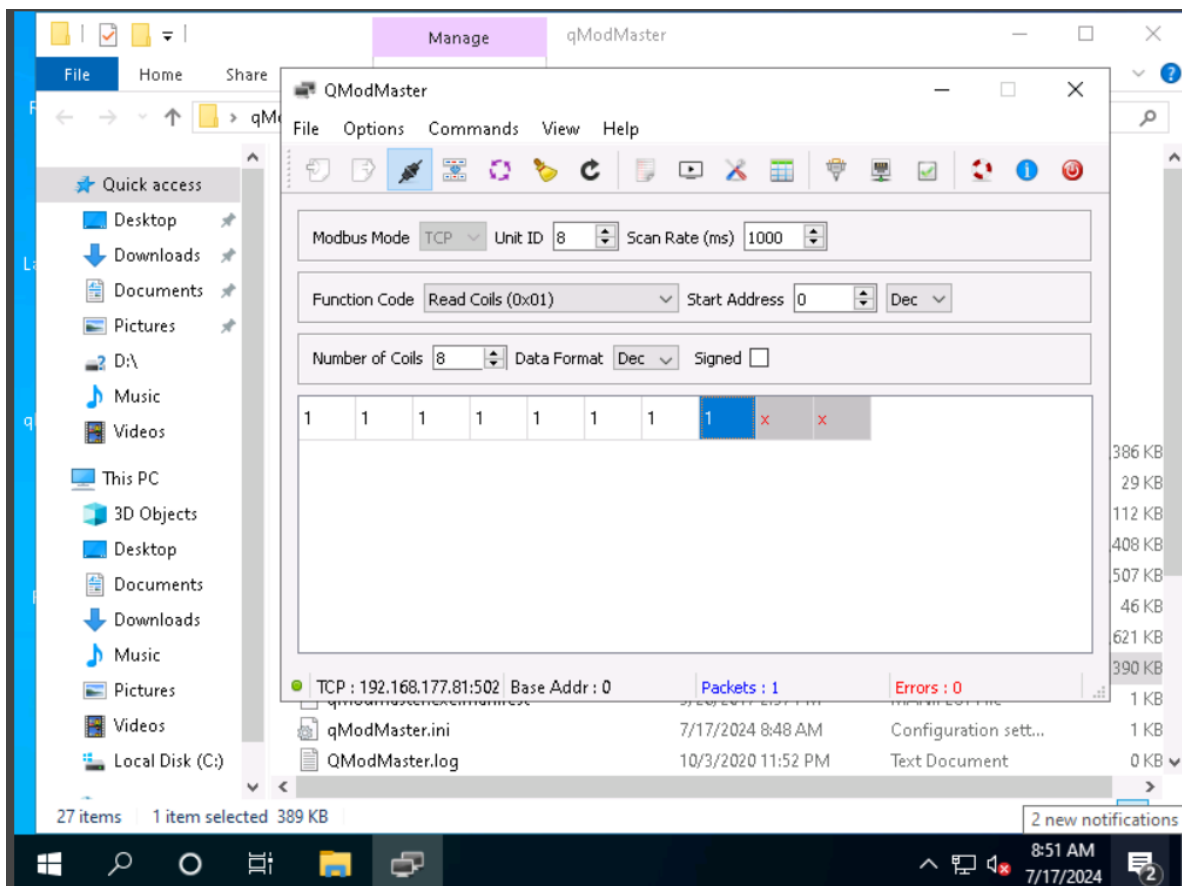 Manage qModMaster
File Home Share
qM
QModMaster
File Options Commands View Help
Quick access
Desktop
Downloads
Documents
Pictures
D:\
Music
Videos
This PC
3D Objects
Desktop
Documents
Downloads
Music
Pictures
Videos
Local Disk (C:)
Modbus Mode TCP Unit ID 8 Scan Rate (ms) 1000
Function Code Read Coils (0x01) Start Address 0 Dec
Number of Coils 8 Data Format Dec Signed
1 1 1 1 1 1 1 1 x x
TCP : 192.168.177.81:502 Base Addr : 0 Packets : 1 Errors : 0
386 KB
29 KB
112 KB
408 KB
507 KB
46 KB
621 KB
390 KB
1 KB
qModMaster.ini 7/17/2024 8:48 AM Configuration sett... 1 KB
QModMaster.log 10/3/2020 11:52 PM Text Document 0 KB
27 items 1 item selected 389 KB
2 new notifications
8:51 AM
7/17/2024
2